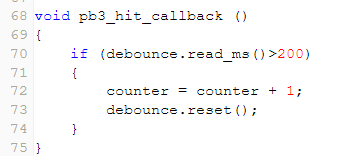 68 void pb3_hit_callback ()
69 {
70     if (debounce.read_ms()>200)
71     {
72         counter = counter + 1;
73         debounce.reset();
74     }
75 }